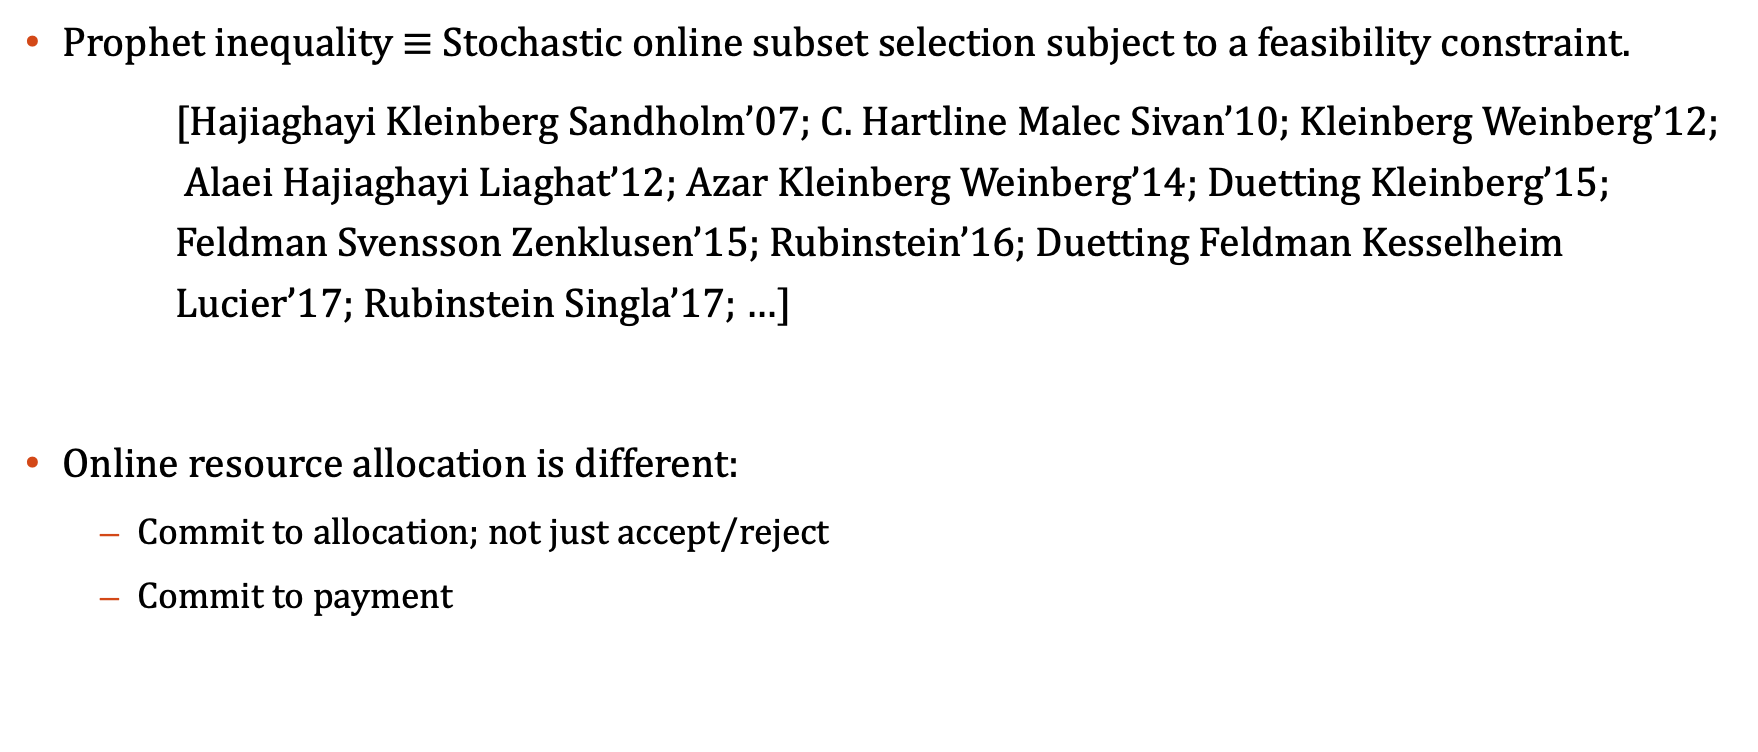 • Prophet inequality ≡ Stochastic online subset selection subject to a feasibility constraint.
[Hajiaghayi Kleinberg Sandholm’07; C. Hartline Malec Sivan’10; Kleinberg Weinberg’12;
Alaei Hajiaghayi Liaghat’12; Azar Kleinberg Weinberg’14; Duetting Kleinberg’15;
Feldman Svensson Zenklusen’15; Rubinstein’16; Duetting Feldman Kesselheim
Lucier’17; Rubinstein Singla’17; ...]
• Online resource allocation is different:
– Commit to allocation; not just accept/reject
– Commit to payment